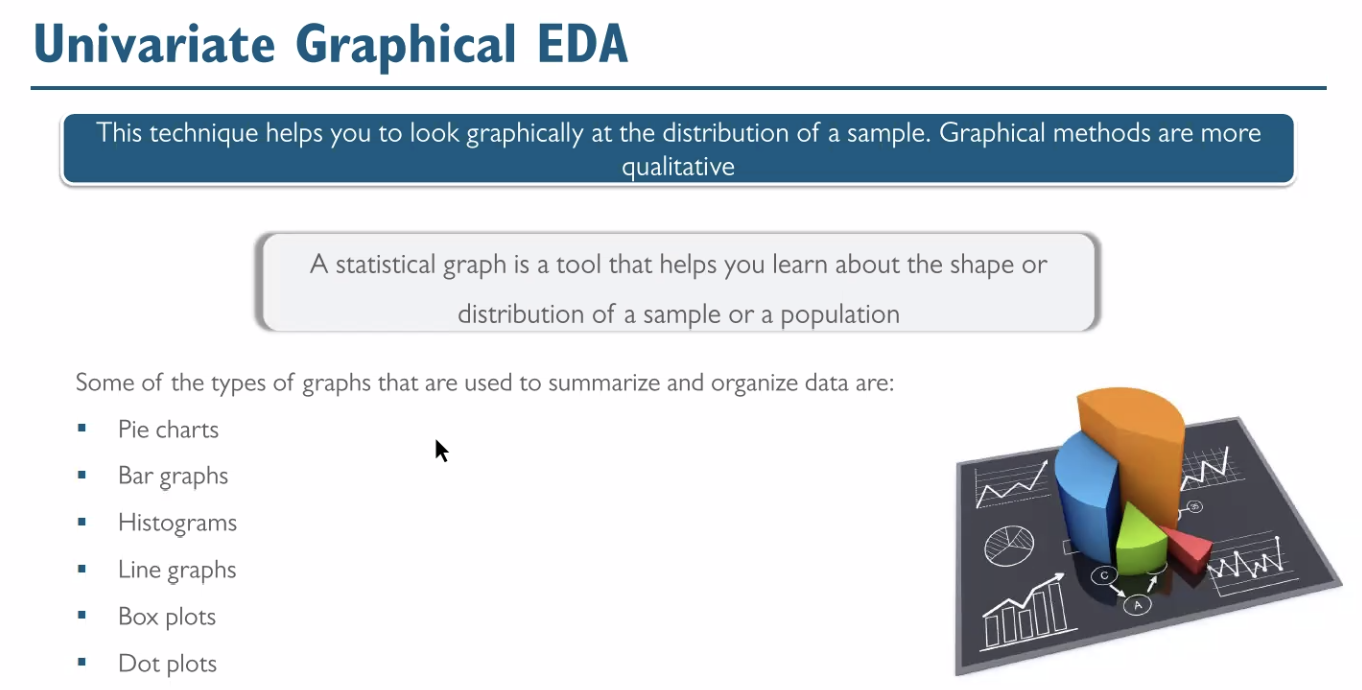 Univariate Graphical EDA
This technique helps you to look graphically at the distribution of a sample. Graphical methods are more
qualitative
A statistical graph is a tool that helps you learn about the shape or
distribution of a sample or a population
Some of the types of graphs that are used to summarize and organize data are:
▪ Pie charts
▪ Bar graphs
▪ Histograms
▪ Line graphs
▪ Box plots
▪ Dot plots
C
A